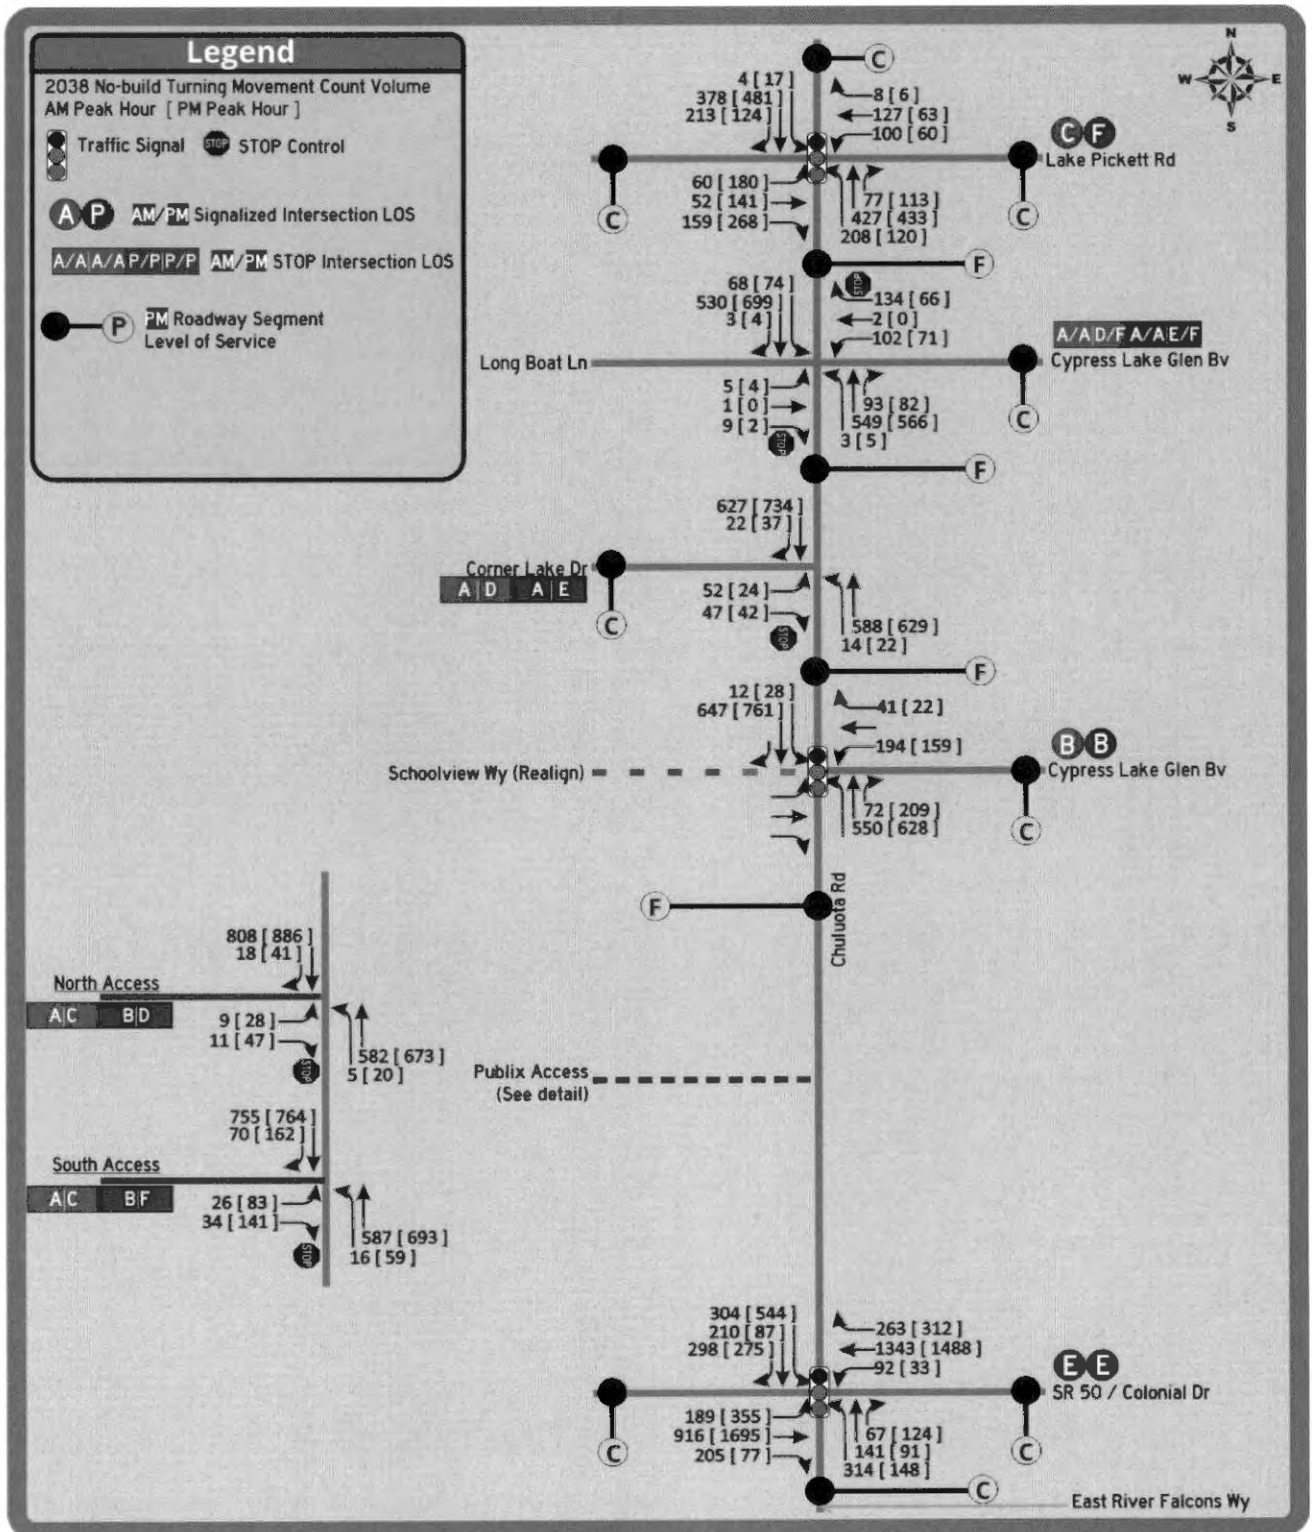 Legend
2038 No-build Turning Movement Count Volume
AM Peak Hour [ PM Peak Hour ]
Traffic Signal
STOP
STOP Control
A P
AM/PM Signalized Intersection LOS
A/A A/A P/P P/P
AM/PM STOP Intersection LOS
P
PM Roadway Segment
Level of Service
N
W E
S
C
4 [ 17 ]
378 [ 481 ]
213 [ 124 ]
8 [ 6 ]
127 [ 63 ]
100 [ 60 ]
C F
Lake Pickett Rd
C
60 [ 180 ]
52 [ 141 ]
159 [ 268 ]
77 [ 113 ]
427 [ 433 ]
208 [ 120 ]
C
F
68 [ 74 ]
530 [ 699 ]
3 [ 4 ]
STOP
134 [ 66 ]
2 [ 0 ]
102 [ 71 ]
A/A D/F A/A E/F
Long Boat Ln
Cypress Lake Glen Bv
5 [ 4 ]
1 [ 0 ]
9 [ 2 ]
STOP
93 [ 82 ]
549 [ 566 ]
3 [ 5 ]
C
F
627 [ 734 ]
22 [ 37 ]
Corner Lake Dr
A D A E
C
52 [ 24 ]
47 [ 42 ]
STOP
588 [ 629 ]
14 [ 22 ]
F
12 [ 28 ]
647 [ 761 ]
41 [ 22 ]
194 [ 159 ]
B B
Schoolview Wy (Realign)
Cypress Lake Glen Bv
72 [ 209 ]
550 [ 628 ]
C
F
Chuluota Rd
808 [ 886 ]
18 [ 41 ]
North Access
A C B D
9 [ 28 ]
11 [ 47 ]
STOP
582 [ 673 ]
5 [ 20 ]
Publix Access
(See detail)
755 [ 764 ]
70 [ 162 ]
South Access
A C B F
26 [ 83 ]
34 [ 141 ]
STOP
587 [ 693 ]
16 [ 59 ]
304 [ 544 ]
210 [ 87 ]
298 [ 275 ]
263 [ 312 ]
1343 [ 1488 ]
92 [ 33 ]
E E
SR 50 / Colonial Dr
C
189 [ 355 ]
916 [ 1695 ]
205 [ 77 ]
67 [ 124 ]
141 [ 91 ]
314 [ 148 ]
C
C
East River Falcons Wy